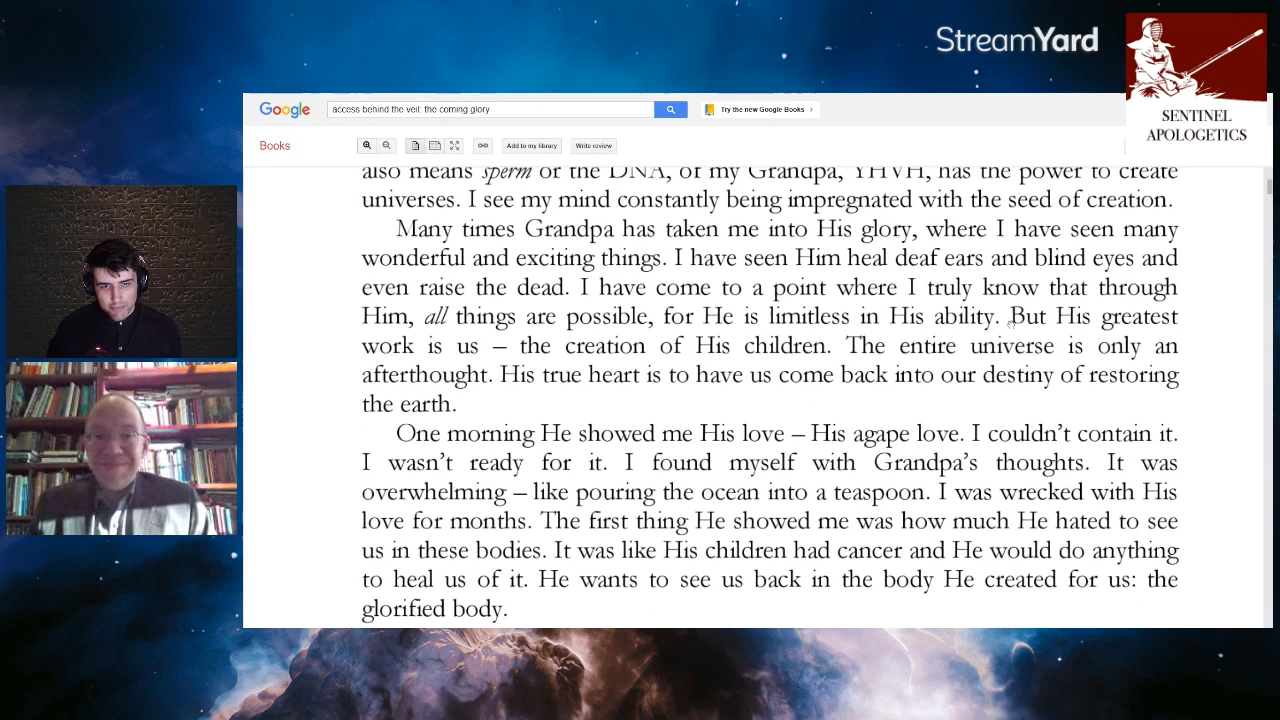 StreamYard
SENTINEL
APOLOGETICS
Google
access behind the veil: the coming glory
Try the new Google Books
Books
Add to my library
Write review
also means sperm or the DNA, of my Grandpa, YHVH, has the power to create
universes. I see my mind constantly being impregnated with the seed of creation.
Many times Grandpa has taken me into His glory, where I have seen many
wonderful and exciting things. I have seen Him heal deaf ears and blind eyes and
even raise the dead. I have come to a point where I truly know that through
Him, all things are possible, for He is limitless in His ability. But His greatest
work is us – the creation of His children. The entire universe is only an
afterthought. His true heart is to have us come back into our destiny of restoring
the earth.
One morning He showed me His love – His agape love. I couldn’t contain it.
I wasn’t ready for it. I found myself with Grandpa’s thoughts. It was
overwhelming – like pouring the ocean into a teaspoon. I was wrecked with His
love for months. The first thing He showed me was how much He hated to see
us in these bodies. It was like His children had cancer and He would do anything
to heal us of it. He wants to see us back in the body He created for us: the
glorified body.